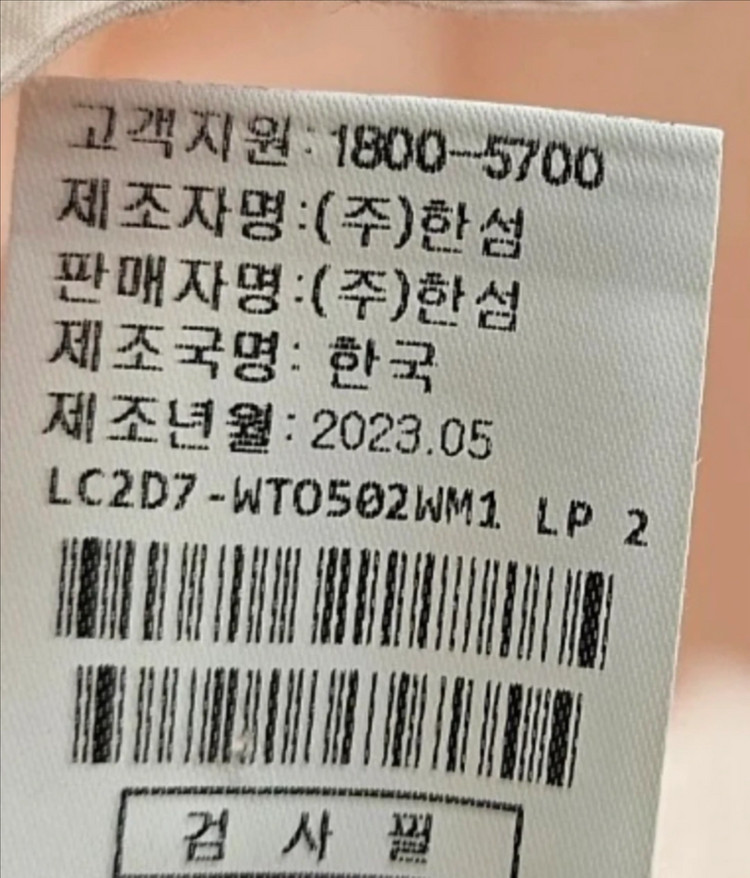 고객지원:1800-5700
제조자명:(주)한섬
판매자명:(주)한섬
제조국명: 한국
제조년월:2023.05
LC2D7-WTO502WM1 LP 2
검 사 필